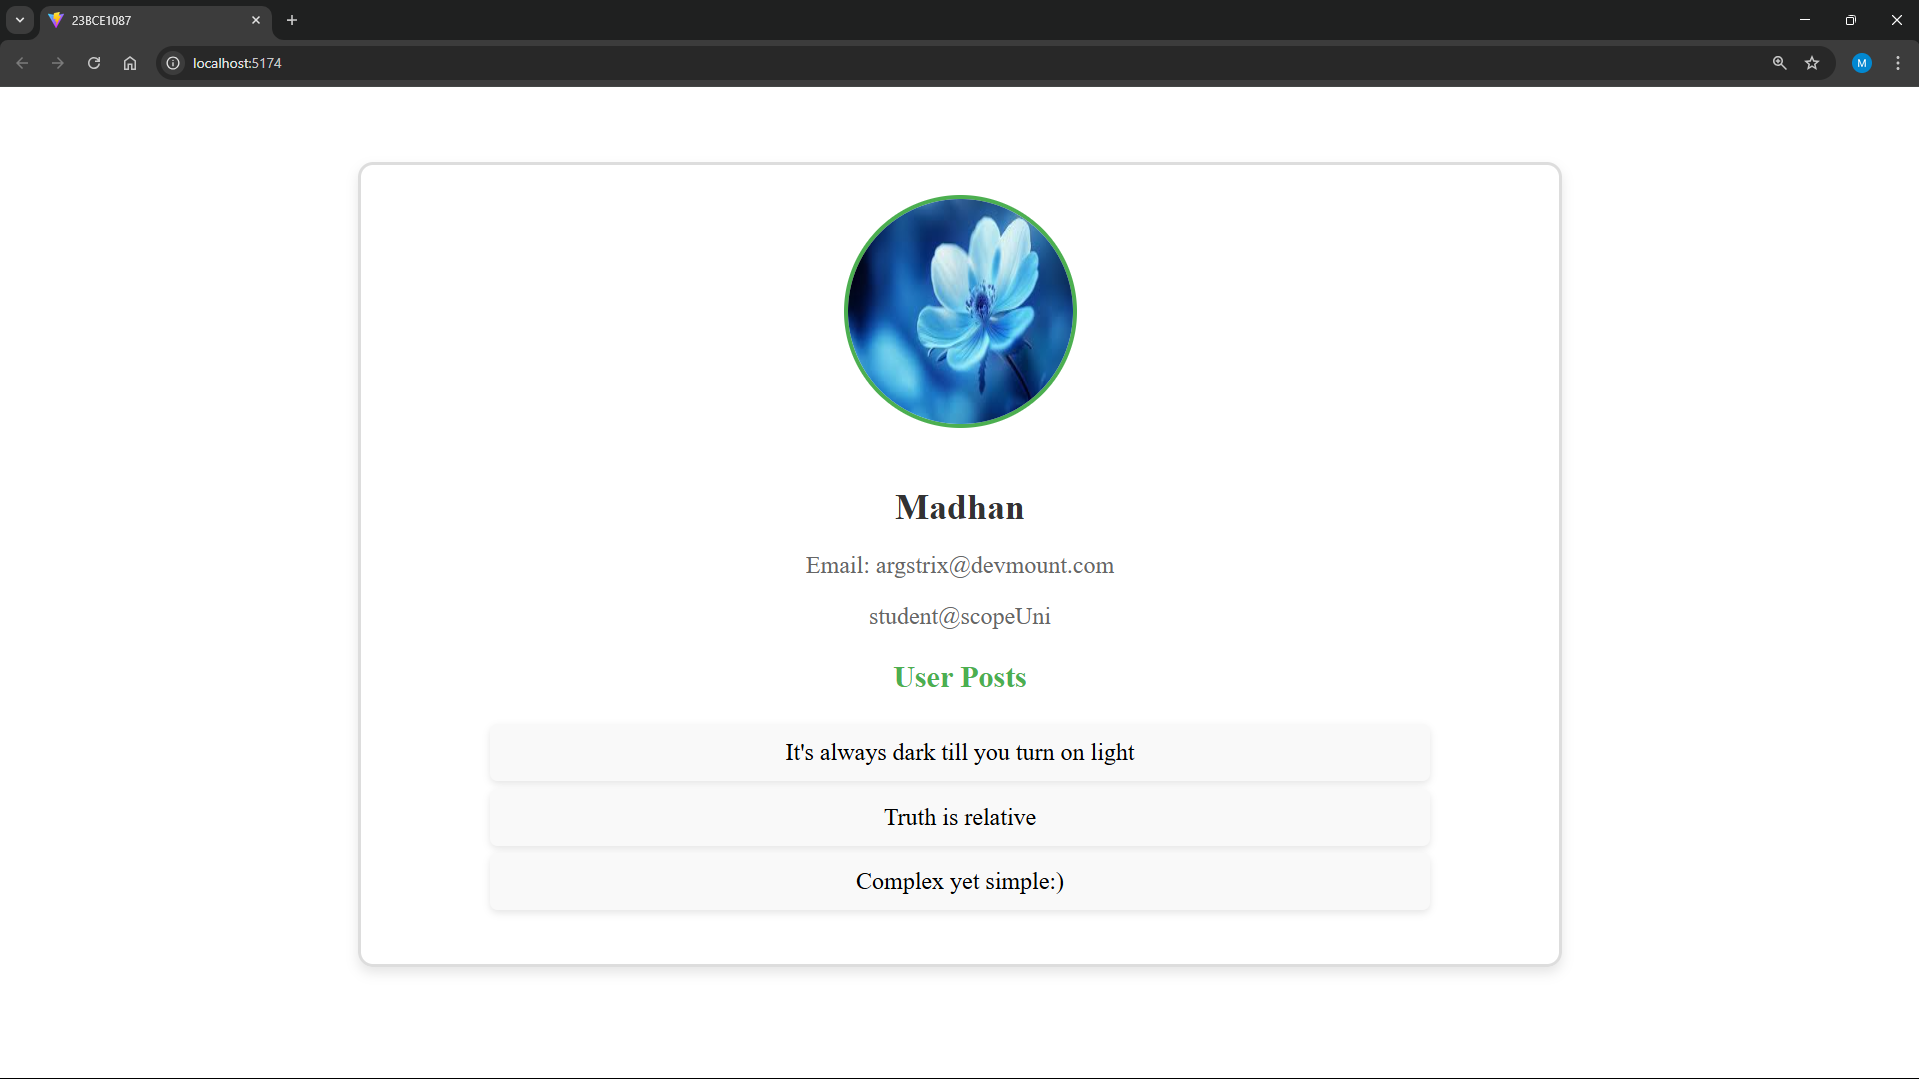 23BCE1087
localhost:5174
M
Madhan
Email: argstrix@devmount.com
student@scopeUni
User Posts
It's always dark till you turn on light
Truth is relative
Complex yet simple:)